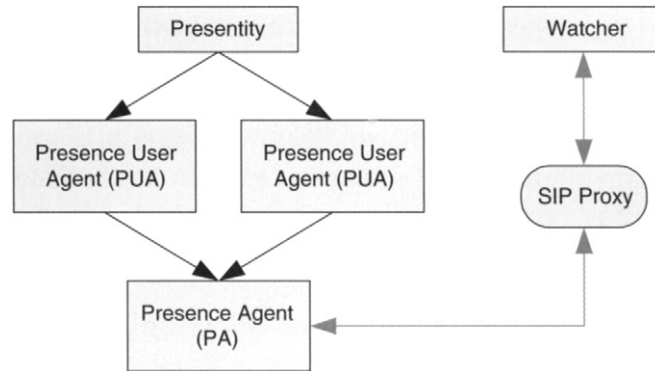 Presentity
Watcher
Presence User
Agent (PUA)
Presence User
Agent (PUA)
SIP Proxy
Presence Agent
(PA)